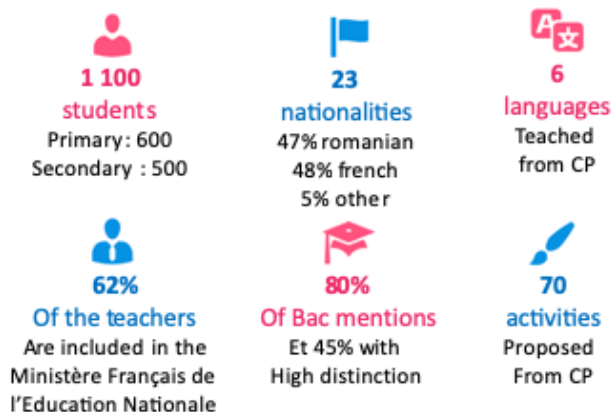 1 100
students
Primary: 600
Secondary : 500
23
nationalities
47% romanian
48% french
5% other
6
languages
Teached
from CP
62%
Of the teachers
Are included in the
Ministère Français de
l'Education Nationale
80%
Of Bac mentions
Et 45% with
High distinction
70
activities
Proposed
From CP